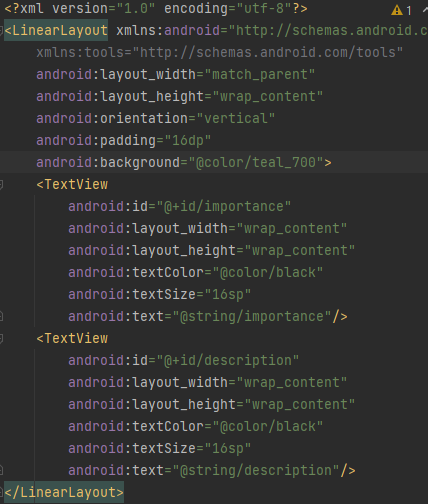 <?xml version="1.0" encoding="utf-8"?> 1
<LinearLayout xmlns:android="http://schemas.android.c
xmlns:tools="http://schemas.android.com/tools"
android:layout_width="match_parent"
android:layout_height="wrap_content"
android:orientation="vertical"
android:padding="16dp"
android:background="@color/teal_700">
<TextView
android:id="@+id/importance"
android:layout_width="wrap_content"
android:layout_height="wrap_content"
android:textColor="@color/black"
android:textSize="16sp"
android:text="@string/importance"/>
<TextView
android:id="@+id/description"
android:layout_width="wrap_content"
android:layout_height="wrap_content"
android:textColor="@color/black"
android:textSize="16sp"
android:text="@string/description"/>
</LinearLayout>